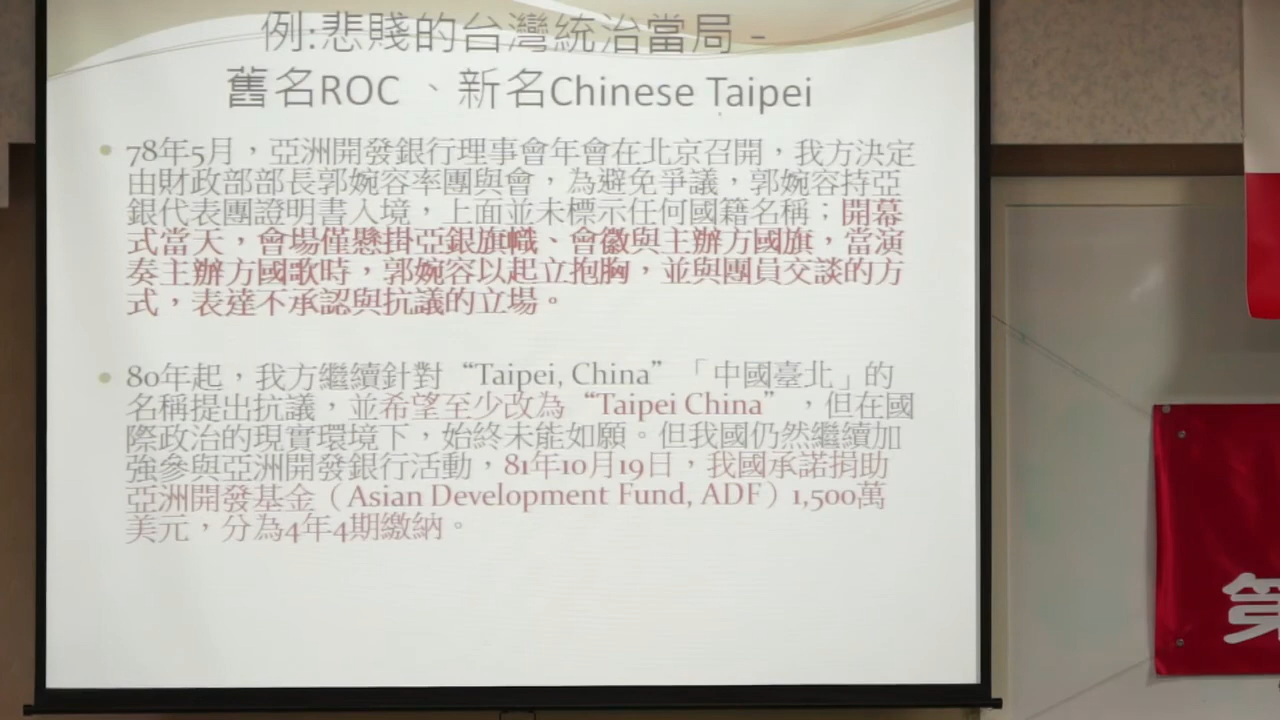 例:悲賤的台灣統治當局 -
舊名ROC 、新名Chinese Taipei
• 78年5月，亞洲開發銀行理事會年會在北京召開，我方決定
由財政部部長郭婉容率團與會，為避免爭議，郭婉容持亞
銀代表團證明書入境，上面並未標示任何國籍名稱；開幕
式當天，會場僅懸掛亞銀旗幟、會徽與主辦方國旗，當演
奏主辦方國歌時，郭婉容以起立抱胸，並與團員交談的方
式，表達不承認與抗議的立場。
• 80年起，我方繼續針對“Taipei, China”「中國臺北」的
名稱提出抗議，並希望至少改為“Taipei China”，但在國
際政治的現實環境下，始終未能如願。但我國仍然繼續加
強參與亞洲開發銀行活動，81年10月19日，我國承諾捐助
亞洲開發基金（Asian Development Fund, ADF）1,500萬
美元，分為4年4期繳納。
第